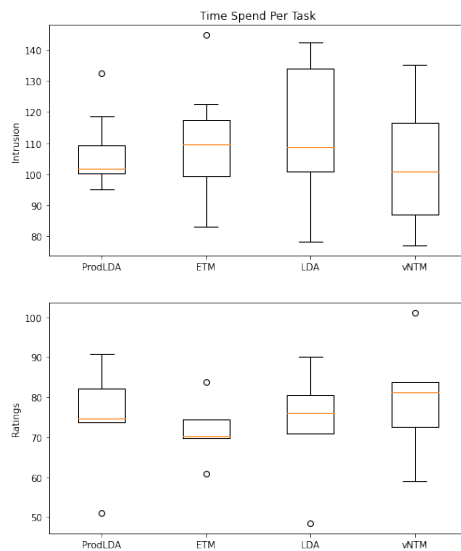 Time Spend Per Task
Intrusion
140
130
120
110
100
90
80
ProdLDA ETM LDA vNTM
Ratings
100
90
80
70
60
50
ProdLDA ETM LDA vNTM